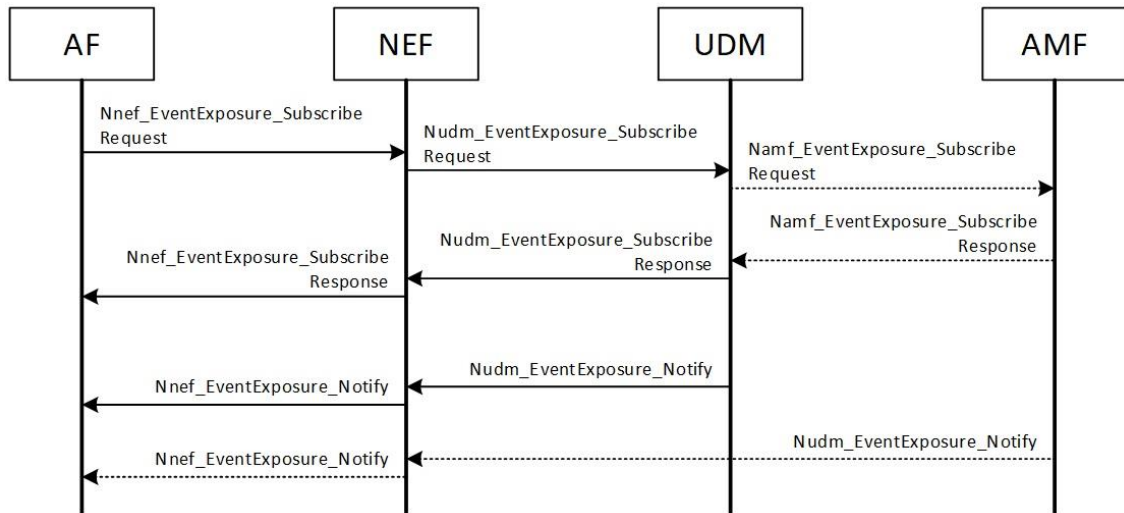 AF
NEF
UDM
AMF
Nnef_EventExposure_Subscribe
Request
Nudm_EventExposure_Subscribe
Request
Namf_EventExposure_Subscribe
Request
Namf_EventExposure_Subscribe
Response
Nudm_EventExposure_Subscribe
Response
Nnef_EventExposure_Subscribe
Response
Nudm_EventExposure_Notify
Nnef_EventExposure_Notify
Nudm_EventExposure_Notify
Nnef_EventExposure_Notify